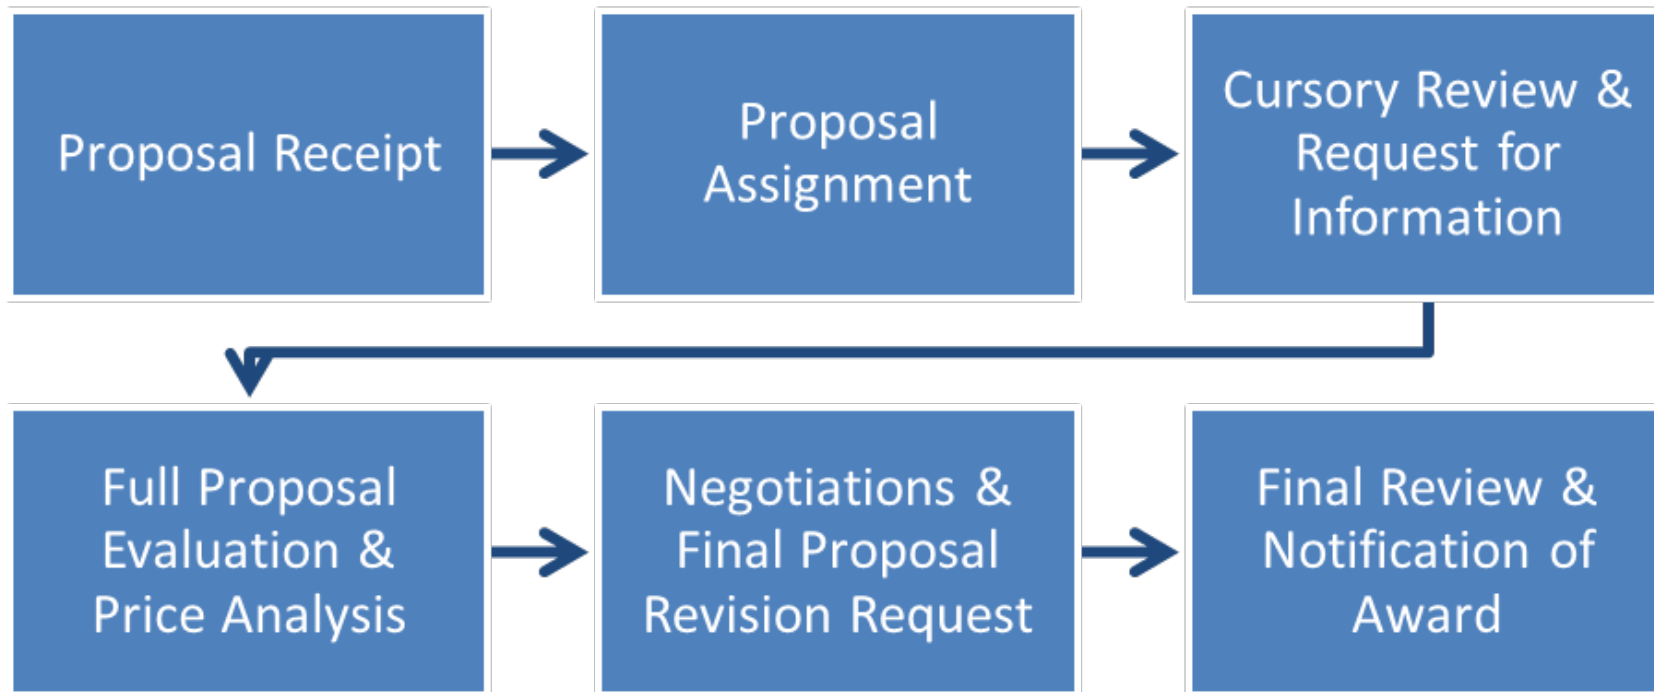 Proposal Receipt
Proposal
Assignment
Cursory Review &
Request for
Information
Full Proposal
Evaluation &
Price Analysis
Negotiations &
Final Proposal
Revision Request
Final Review &
Notification of
Award